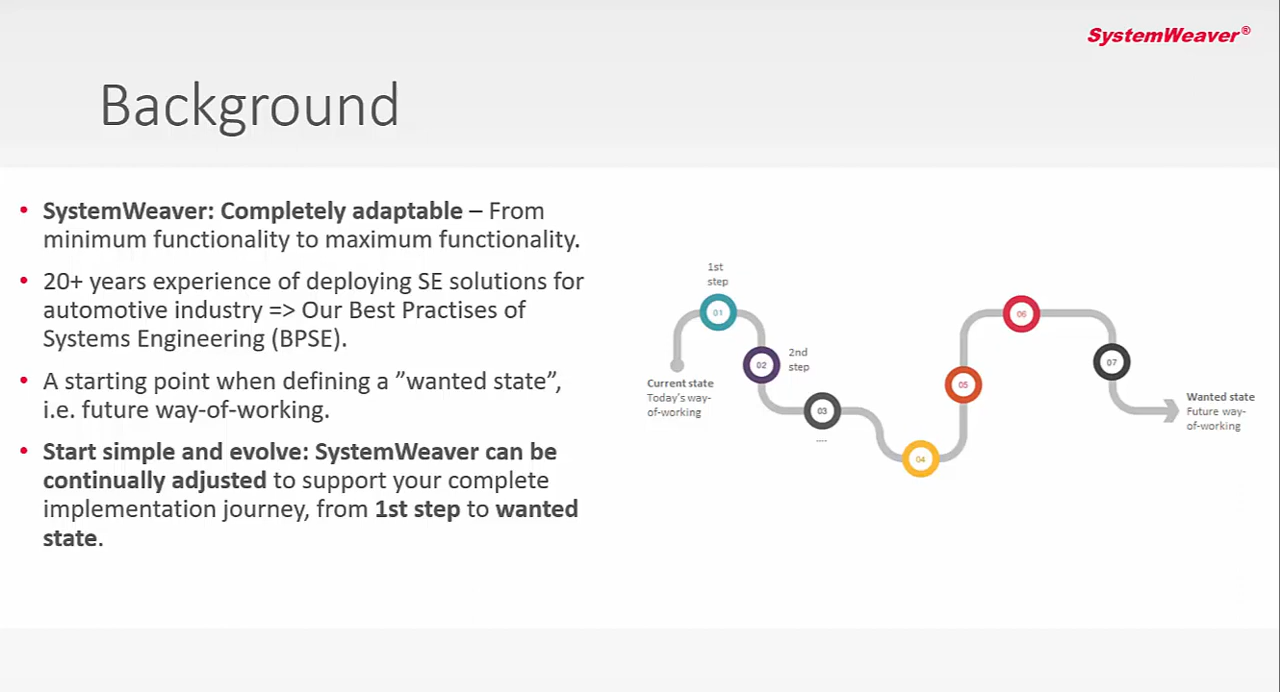 SystemWeaver®
Background
• SystemWeaver: Completely adaptable – From
minimum functionality to maximum functionality.
• 20+ years experience of deploying SE solutions for
automotive industry => Our Best Practises of
Systems Engineering (BPSE).
• A starting point when defining a ”wanted state”,
i.e. future way-of-working.
• Start simple and evolve: SystemWeaver can be
continually adjusted to support your complete
implementation journey, from 1st step to wanted
state.
1st
step
01
02
2nd
step
Current state
Today's way-
of-working
03
....
04
05
06
07
Wanted state
Future way-
of-working